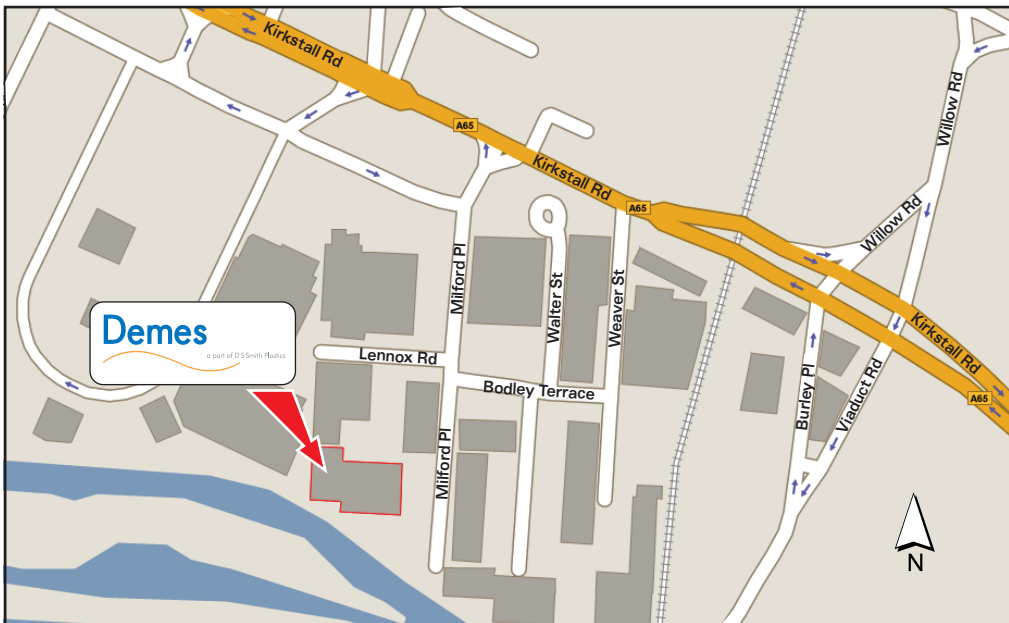 Kirkstall Rd
A65
Kirkstall Rd
A65
Willow Rd
Willow Rd
Milford Pl
Walter St
Weaver St
Demes
a part of DS Smith Plastics
Lennox Rd
Bodley Terrace
Kirkstall Rd
A65
Burley Pl
Viaduct Rd
Milford Pl
N